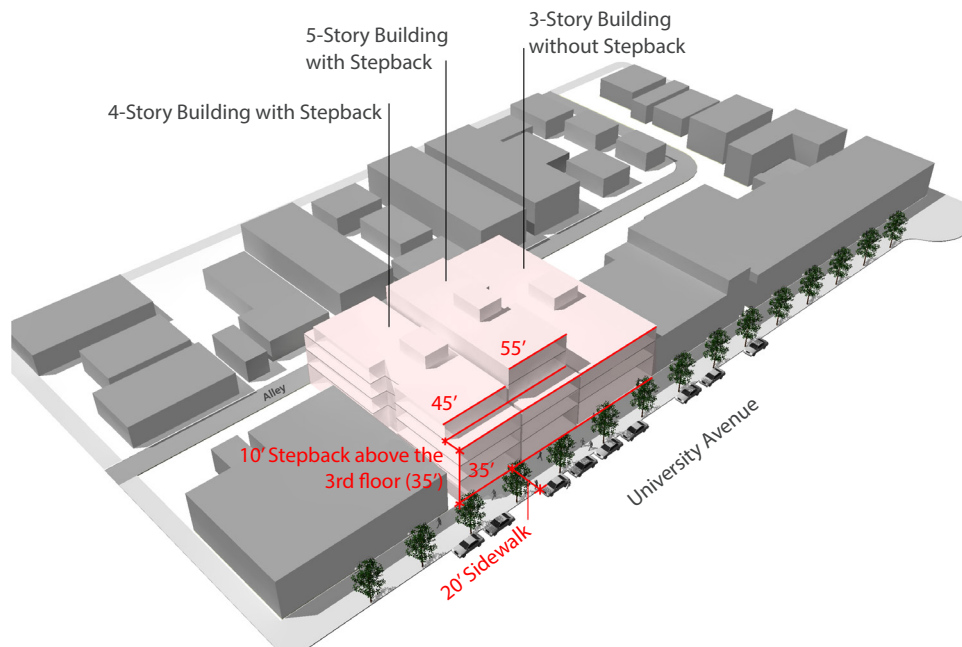 3-Story Building
without Stepback
5-Story Building
with Stepback
4-Story Building with Stepback
55’
45’
Alley
10’ Stepback above the
3rd floor (35’)
35’
University Avenue
20’ Sidewalk